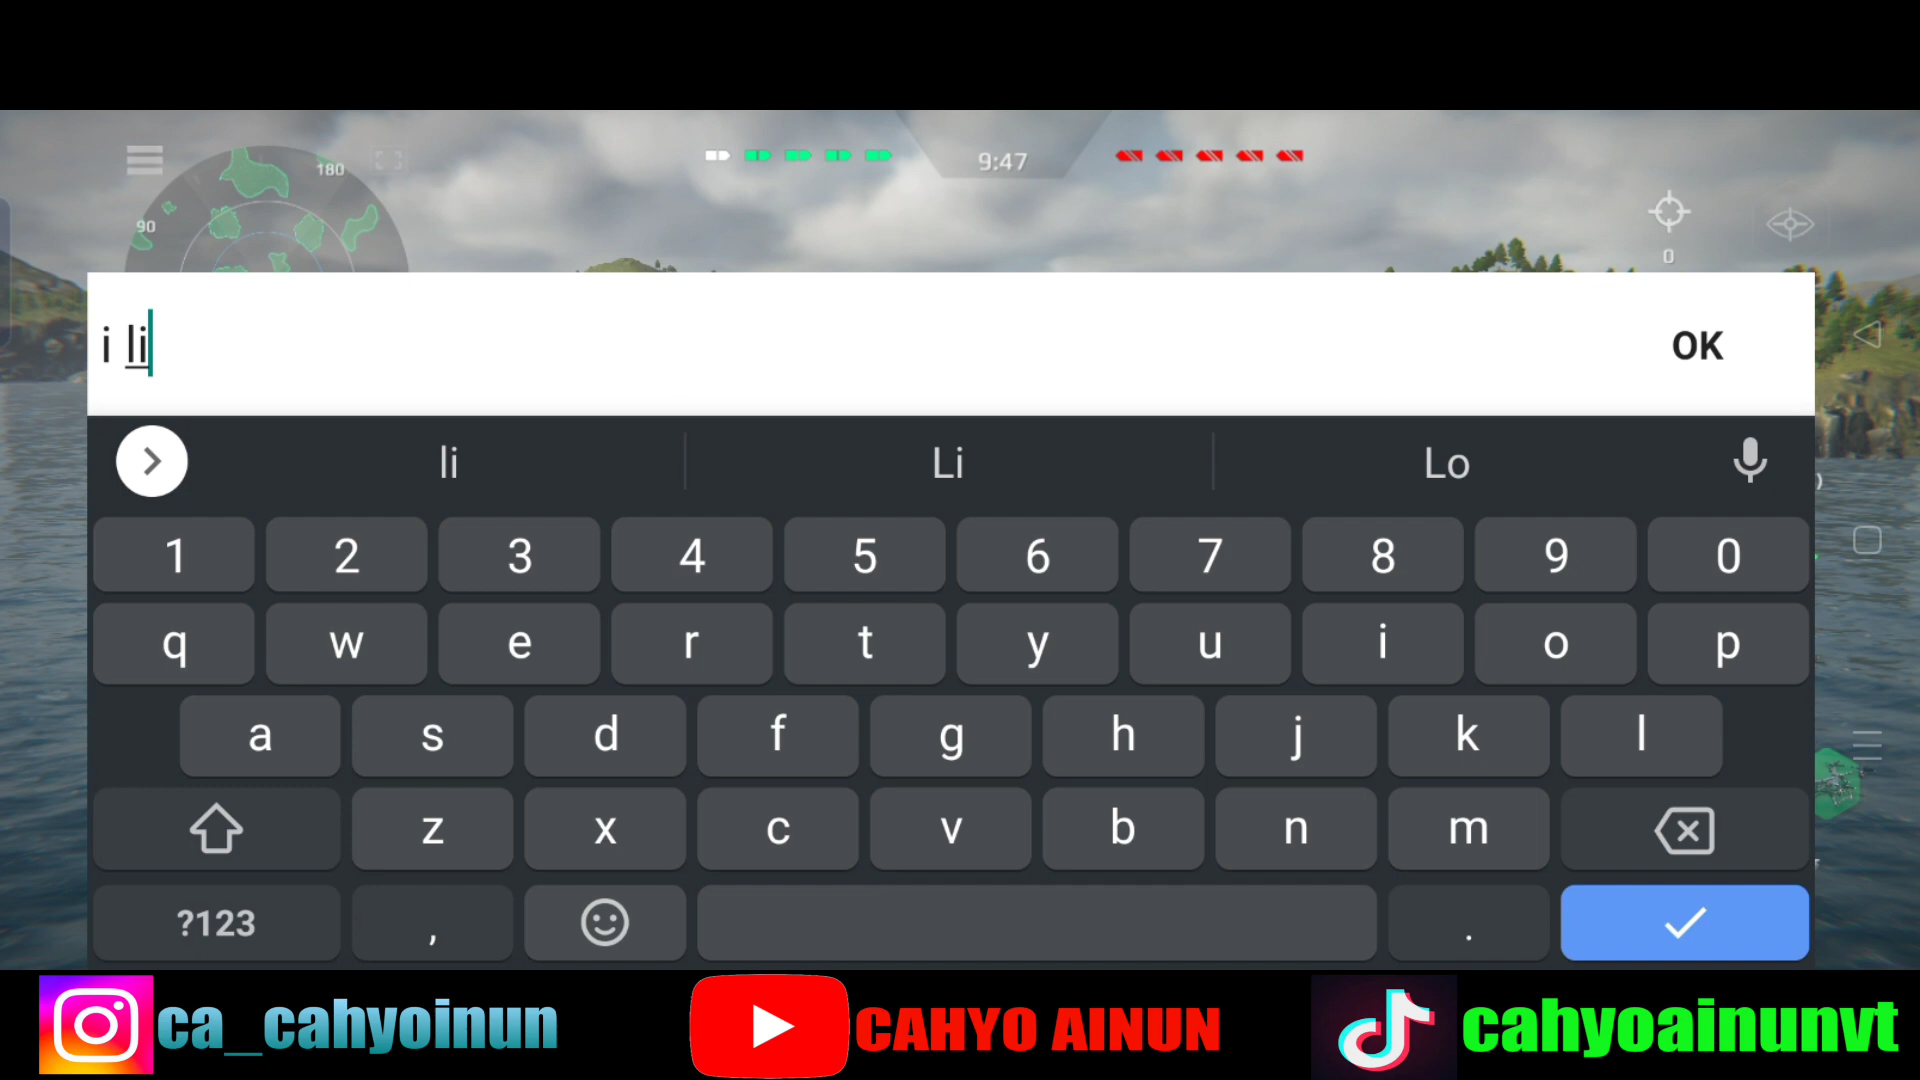 180
90
9:47
0
i li
OK
li Li Lo
1 2 3 4 5 6 7 8 9 0
q w e r t y u i o p
a s d f g h j k l
z x c v b n m
?123 , .
ca_cahyoinun CAHYO AINUN cahyoainunvt